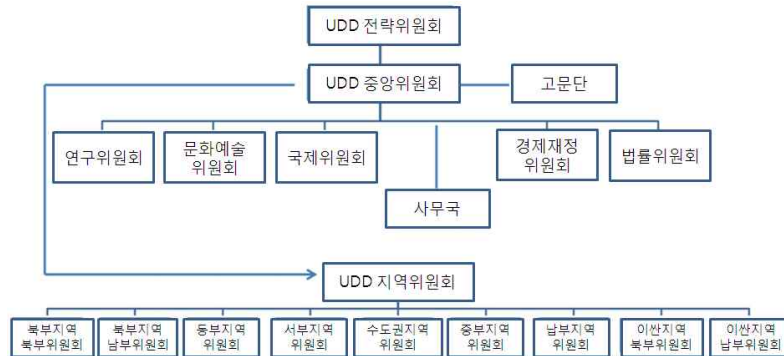 UDD 전략위원회
UDD 중앙위원회
고문단
연구위원회
문화예술
위원회
국제위원회
경제재정
위원회
법률위원회
사무국
UDD 지역위원회
북부지역
북부위원회
북부지역
남부위원회
동부지역
위원회
서부지역
위원회
수도권지역
위원회
중부지역
위원회
남부지역
위원회
이싼지역
북부위원회
이싼지역
남부위원회